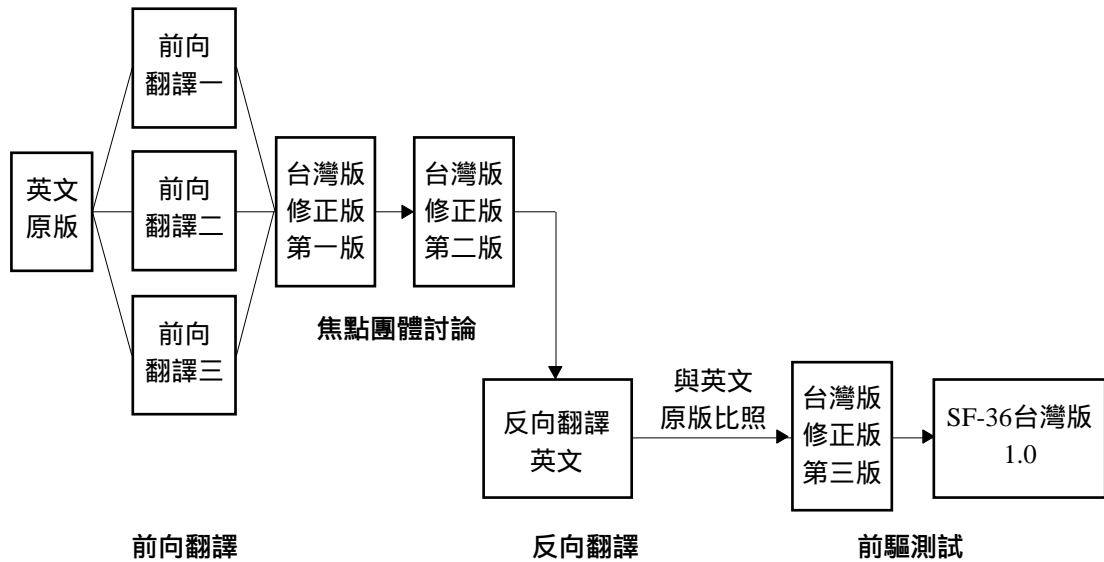 英文
原版
前向
翻譯一
前向
翻譯二
前向
翻譯三
台灣版
修正版
第一版
台灣版
修正版
第二版
焦點團體討論
反向翻譯
英文
與英文
原版比照
台灣版
修正版
第三版
SF-36台灣版
1.0
前向翻譯
反向翻譯
前驅測試